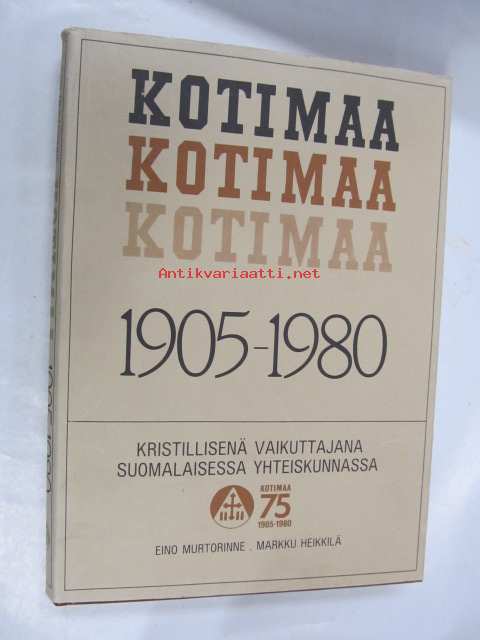 KOTIMAA
KOTIMAA
KOTIMAA
Antikvariaatti.net
1905-1980
KRISTILLISENÄ VAIKUTTAJANA
SUOMALAISESSA YHTEISKUNNASSA
KOTIMAA
75
1905-1980
EINO MURTORINNE . MARKKU HEIKKILÄ